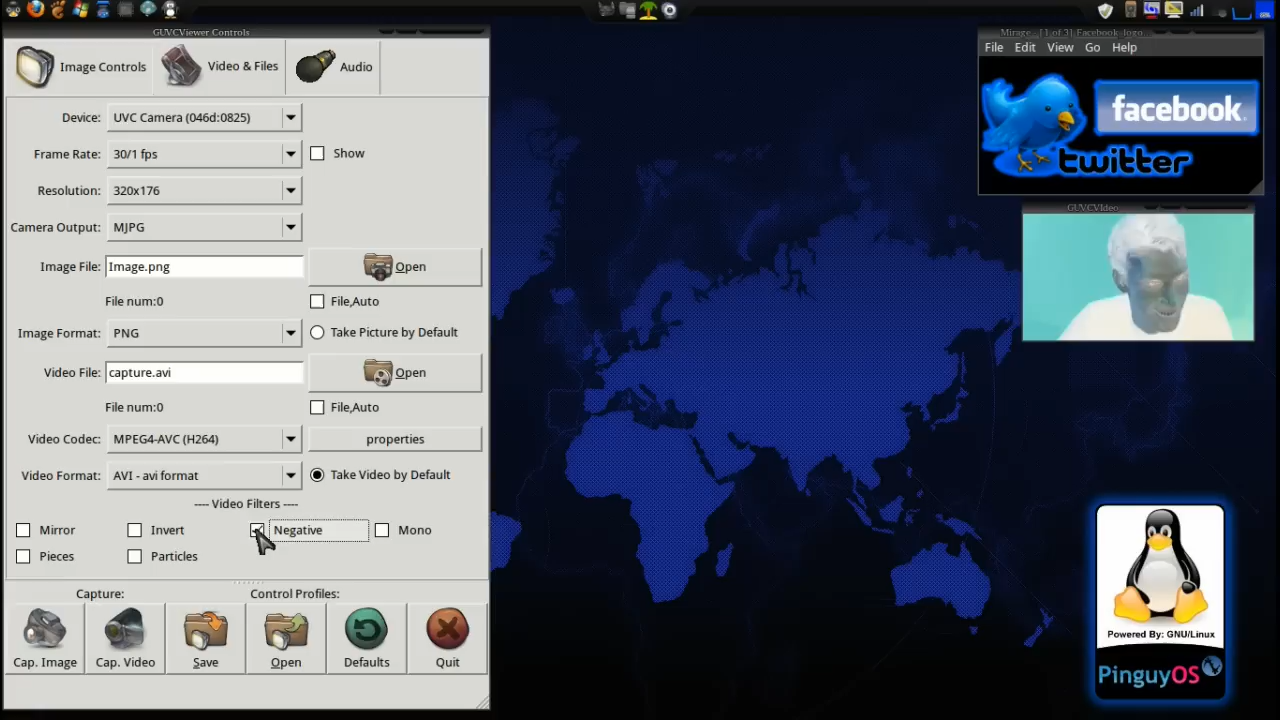 GUVCViewer Controls
Image Controls
Video & Files
Audio
Device:
UVC Camera (046d:0825)
Frame Rate:
30/1 fps
Show
Resolution:
320x176
Camera Output:
MJPG
Image File:
Image.png
Open
File num:0
File,Auto
Image Format:
PNG
Take Picture by Default
Video File:
capture.avi
Open
File num:0
File,Auto
Video Codec:
MPEG4-AVC (H264)
properties
Video Format:
AVI - avi format
Take Video by Default
---- Video Filters ----
Mirror
Invert
Negative
Mono
Pieces
Particles
Capture:
Control Profiles:
Cap. Image
Cap. Video
Save
Open
Defaults
Quit
Mirage - [1 of 3] Facebook_logo...
File Edit View Go Help
facebook
twitter
GUVCVideo
Powered By: GNU/Linux
PinguyOS